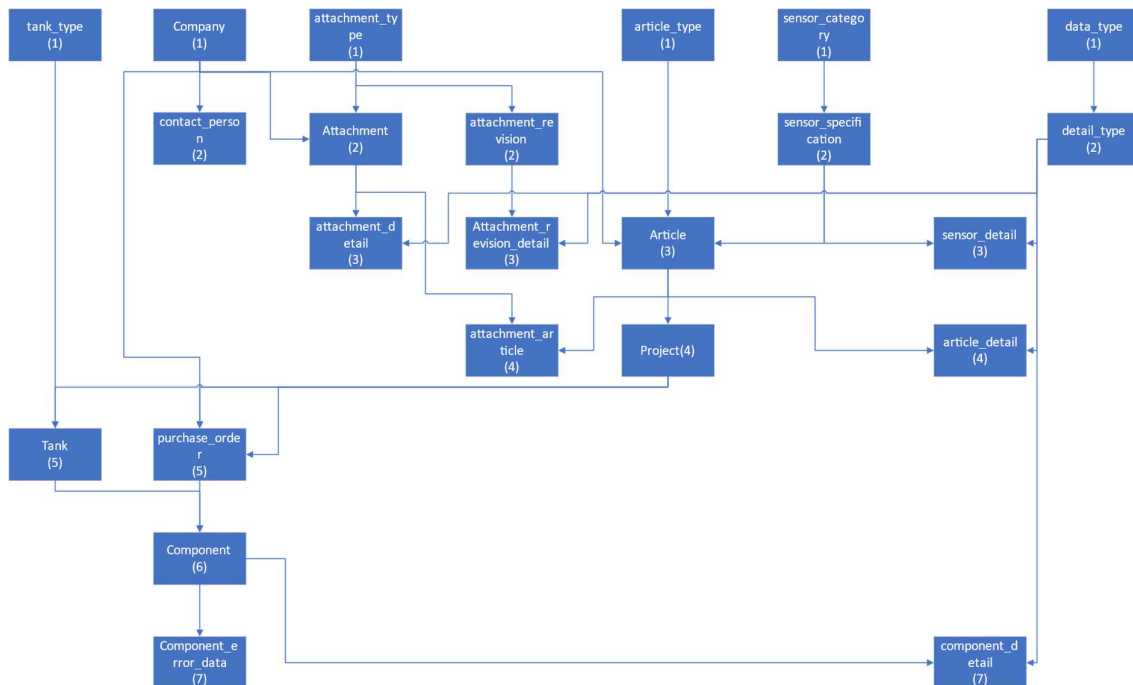 tank_type
(1)
Company
(1)
attachment_ty
pe
(1)
article_type
(1)
sensor_catego
ry
(1)
data_type
(1)
contact_perso
n
(2)
Attachment
(2)
attachment_re
vision
(2)
sensor_specifi
cation
(2)
detail_type
(2)
attachment_d
etail
(3)
Attachment_r
evision_detail
(3)
Article
(3)
sensor_detail
(3)
attachment_ar
ticle
(4)
Project(4)
article_detail
(4)
Tank
(5)
purchase_orde
r
(5)
Component
(6)
Component_e
rror_data
(7)
component_d
etail
(7)